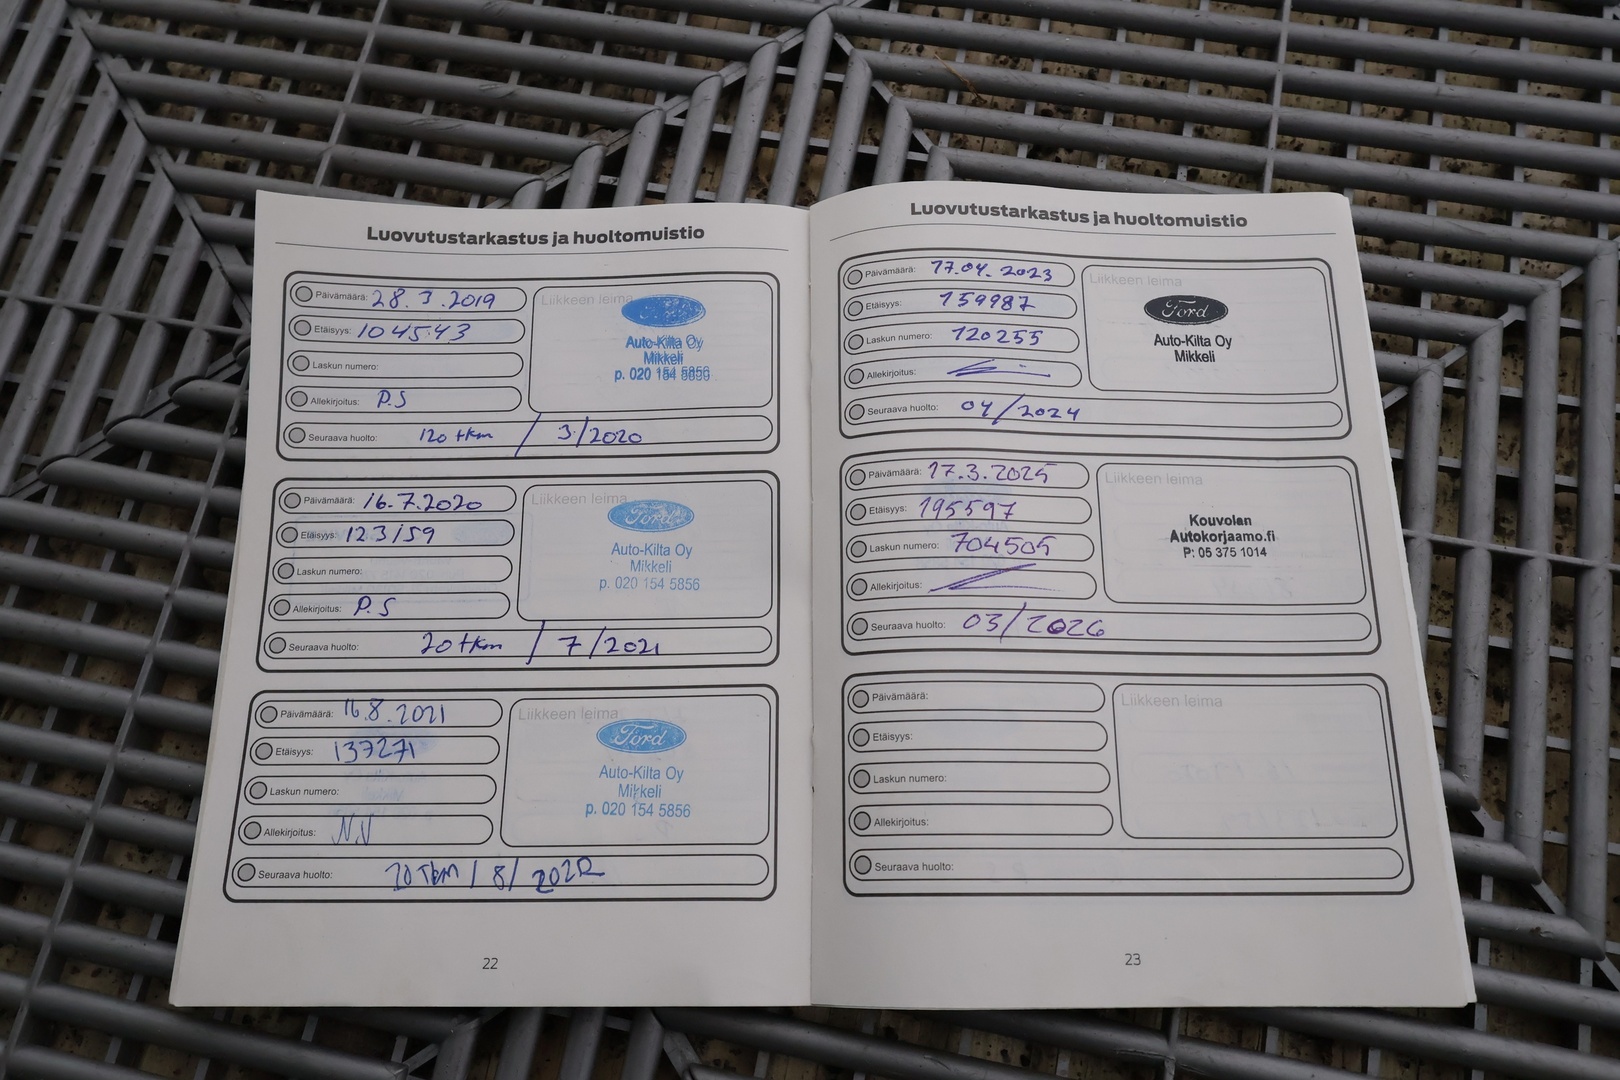 Luovutustarkastus ja huoltomuistio
Päivämäärä: 28.3.2019
Etäisyys: 104543
Laskun numero:
Allekirjoitus: P.S
Seuraava huolto: 120 tkm / 3/2020
Liikkeen leima
Auto-Kilta Oy
Mikkeli
p. 020 154 5856
Päivämäärä: 16.7.2020
Etäisyys: 123159
Laskun numero:
Allekirjoitus: P.S
Seuraava huolto: 20 tkm / 7/2021
Liikkeen leima
Ford
Auto-Kilta Oy
Mikkeli
p. 020 154 5856
Päivämäärä: 16.8.2021
Etäisyys: 137271
Laskun numero:
Allekirjoitus: N.N
Seuraava huolto: 20 Tkm / 8/ 2022
Liikkeen leima
Ford
Auto-Kilta Oy
Mikkeli
p. 020 154 5856
22
Luovutustarkastus ja huoltomuistio
Päivämäärä: 17.04.2023
Etäisyys: 159987
Laskun numero: 120255
Allekirjoitus:
Seuraava huolto: 04/2024
Liikkeen leima
Ford
Auto-Kilta Oy
Mikkeli
Päivämäärä: 17.3.2025
Etäisyys: 195597
Laskun numero: 704505
Allekirjoitus:
Seuraava huolto: 03/2026
Liikkeen leima
Kouvolan
Autokorjaamo.fi
P: 05 375 1014
Päivämäärä:
Etäisyys:
Laskun numero:
Allekirjoitus:
Seuraava huolto:
Liikkeen leima
23